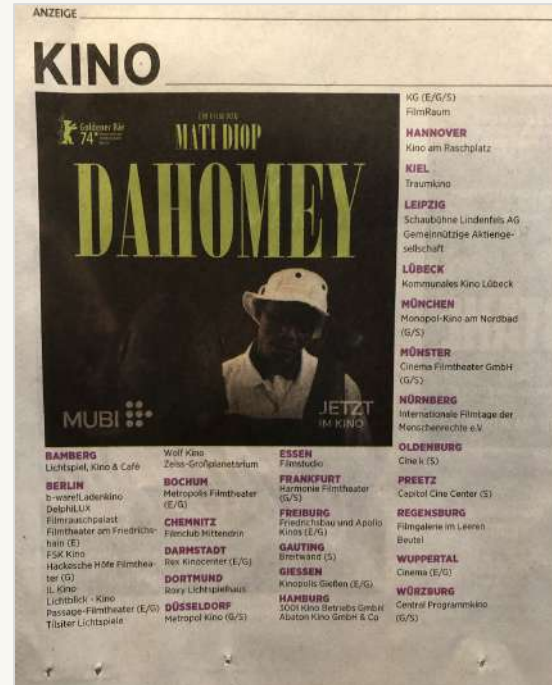 ANZEIGE
KINO
Goldener Bär
74
EIN FILM VON
MATI DIOP
DAHOMEY
MUBI
JETZT
IM KINO
BAMBERG
Lichtspiel, Kino & Café
BERLIN
b-ware!Ladenkino
DelphiLUX
Filmrauschpalast
Filmtheater am Friedrichs-
hain (E)
FSK Kino
Hackesche Höfe Filmthea-
ter (G)
IL Kino
Lichtblick - Kino
Passage-Filmtheater (E/G)
Tilsiter Lichtspiele
Wolf Kino
Zeiss-Großplanetarium
BOCHUM
Metropolis Filmtheater
(E/G)
CHEMNITZ
Filmclub Mittendrin
DARMSTADT
Rex Kinocenter (E/G)
DORTMUND
Roxy Lichtspielhaus
DÜSSELDORF
Metropol Kino (G/S)
ESSEN
Filmstudio
FRANKFURT
Harmonie Filmtheater
(G/S)
FREIBURG
Friedrichsbau und Apollo
Kinos (E/G)
GAUTING
Breitwand (S)
GIESSEN
Kinopolis Gießen (E/G)
HAMBURG
3001 Kino Betriebs GmbH
Abaton Kino GmbH & Co
KG (E/G/S)
FilmRaum
HANNOVER
Kino am Raschplatz
KIEL
Traumkino
LEIPZIG
Schaubühne Lindenfels AG
Gemeinnützige Aktienge-
sellschaft
LÜBECK
Kommunales Kino Lübeck
MÜNCHEN
Monopol-Kino am Nordbad
(G/S)
MÜNSTER
Cinema Filmtheater GmbH
(G/S)
NÜRNBERG
Internationale Filmtage der
Menschenrechte e.V.
OLDENBURG
Cine k (S)
PREETZ
Capitol Cine Center (S)
REGENSBURG
Filmgalerie im Leeren
Beutel
WUPPERTAL
Cinema (E/G)
WÜRZBURG
Central Programmkino
(G/S)